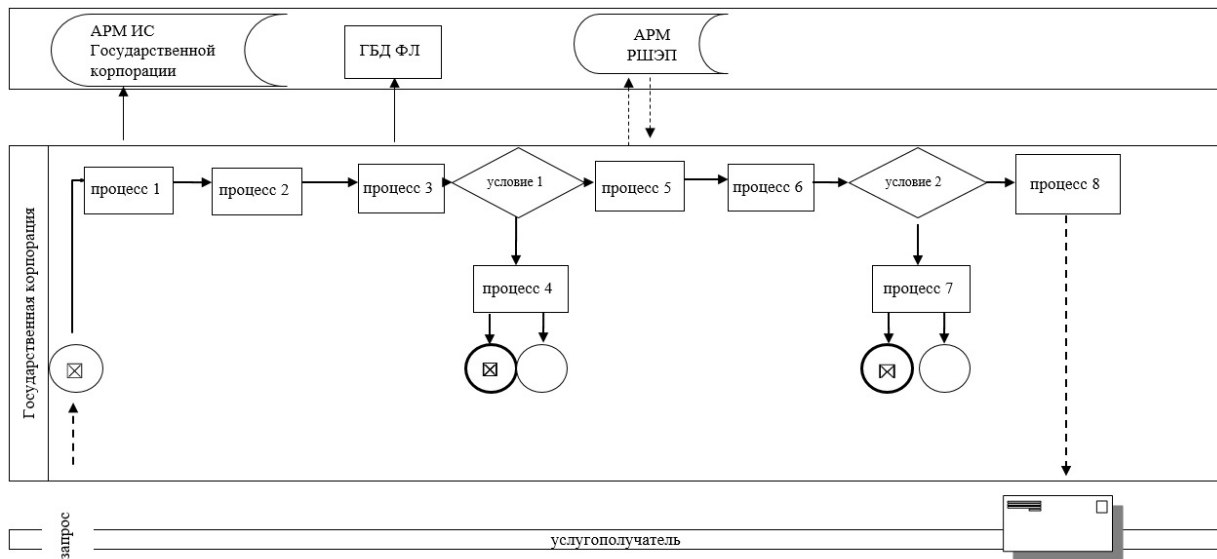 АРМ ИС
Государственной
корпорации
ГБД ФЛ
АРМ
РШЭП
Государственная корпорация
процесс 1
процесс 2
процесс 3
условие 1
процесс 5
процесс 6
условие 2
процесс 8
процесс 4
процесс 7
запрос
услугополучатель